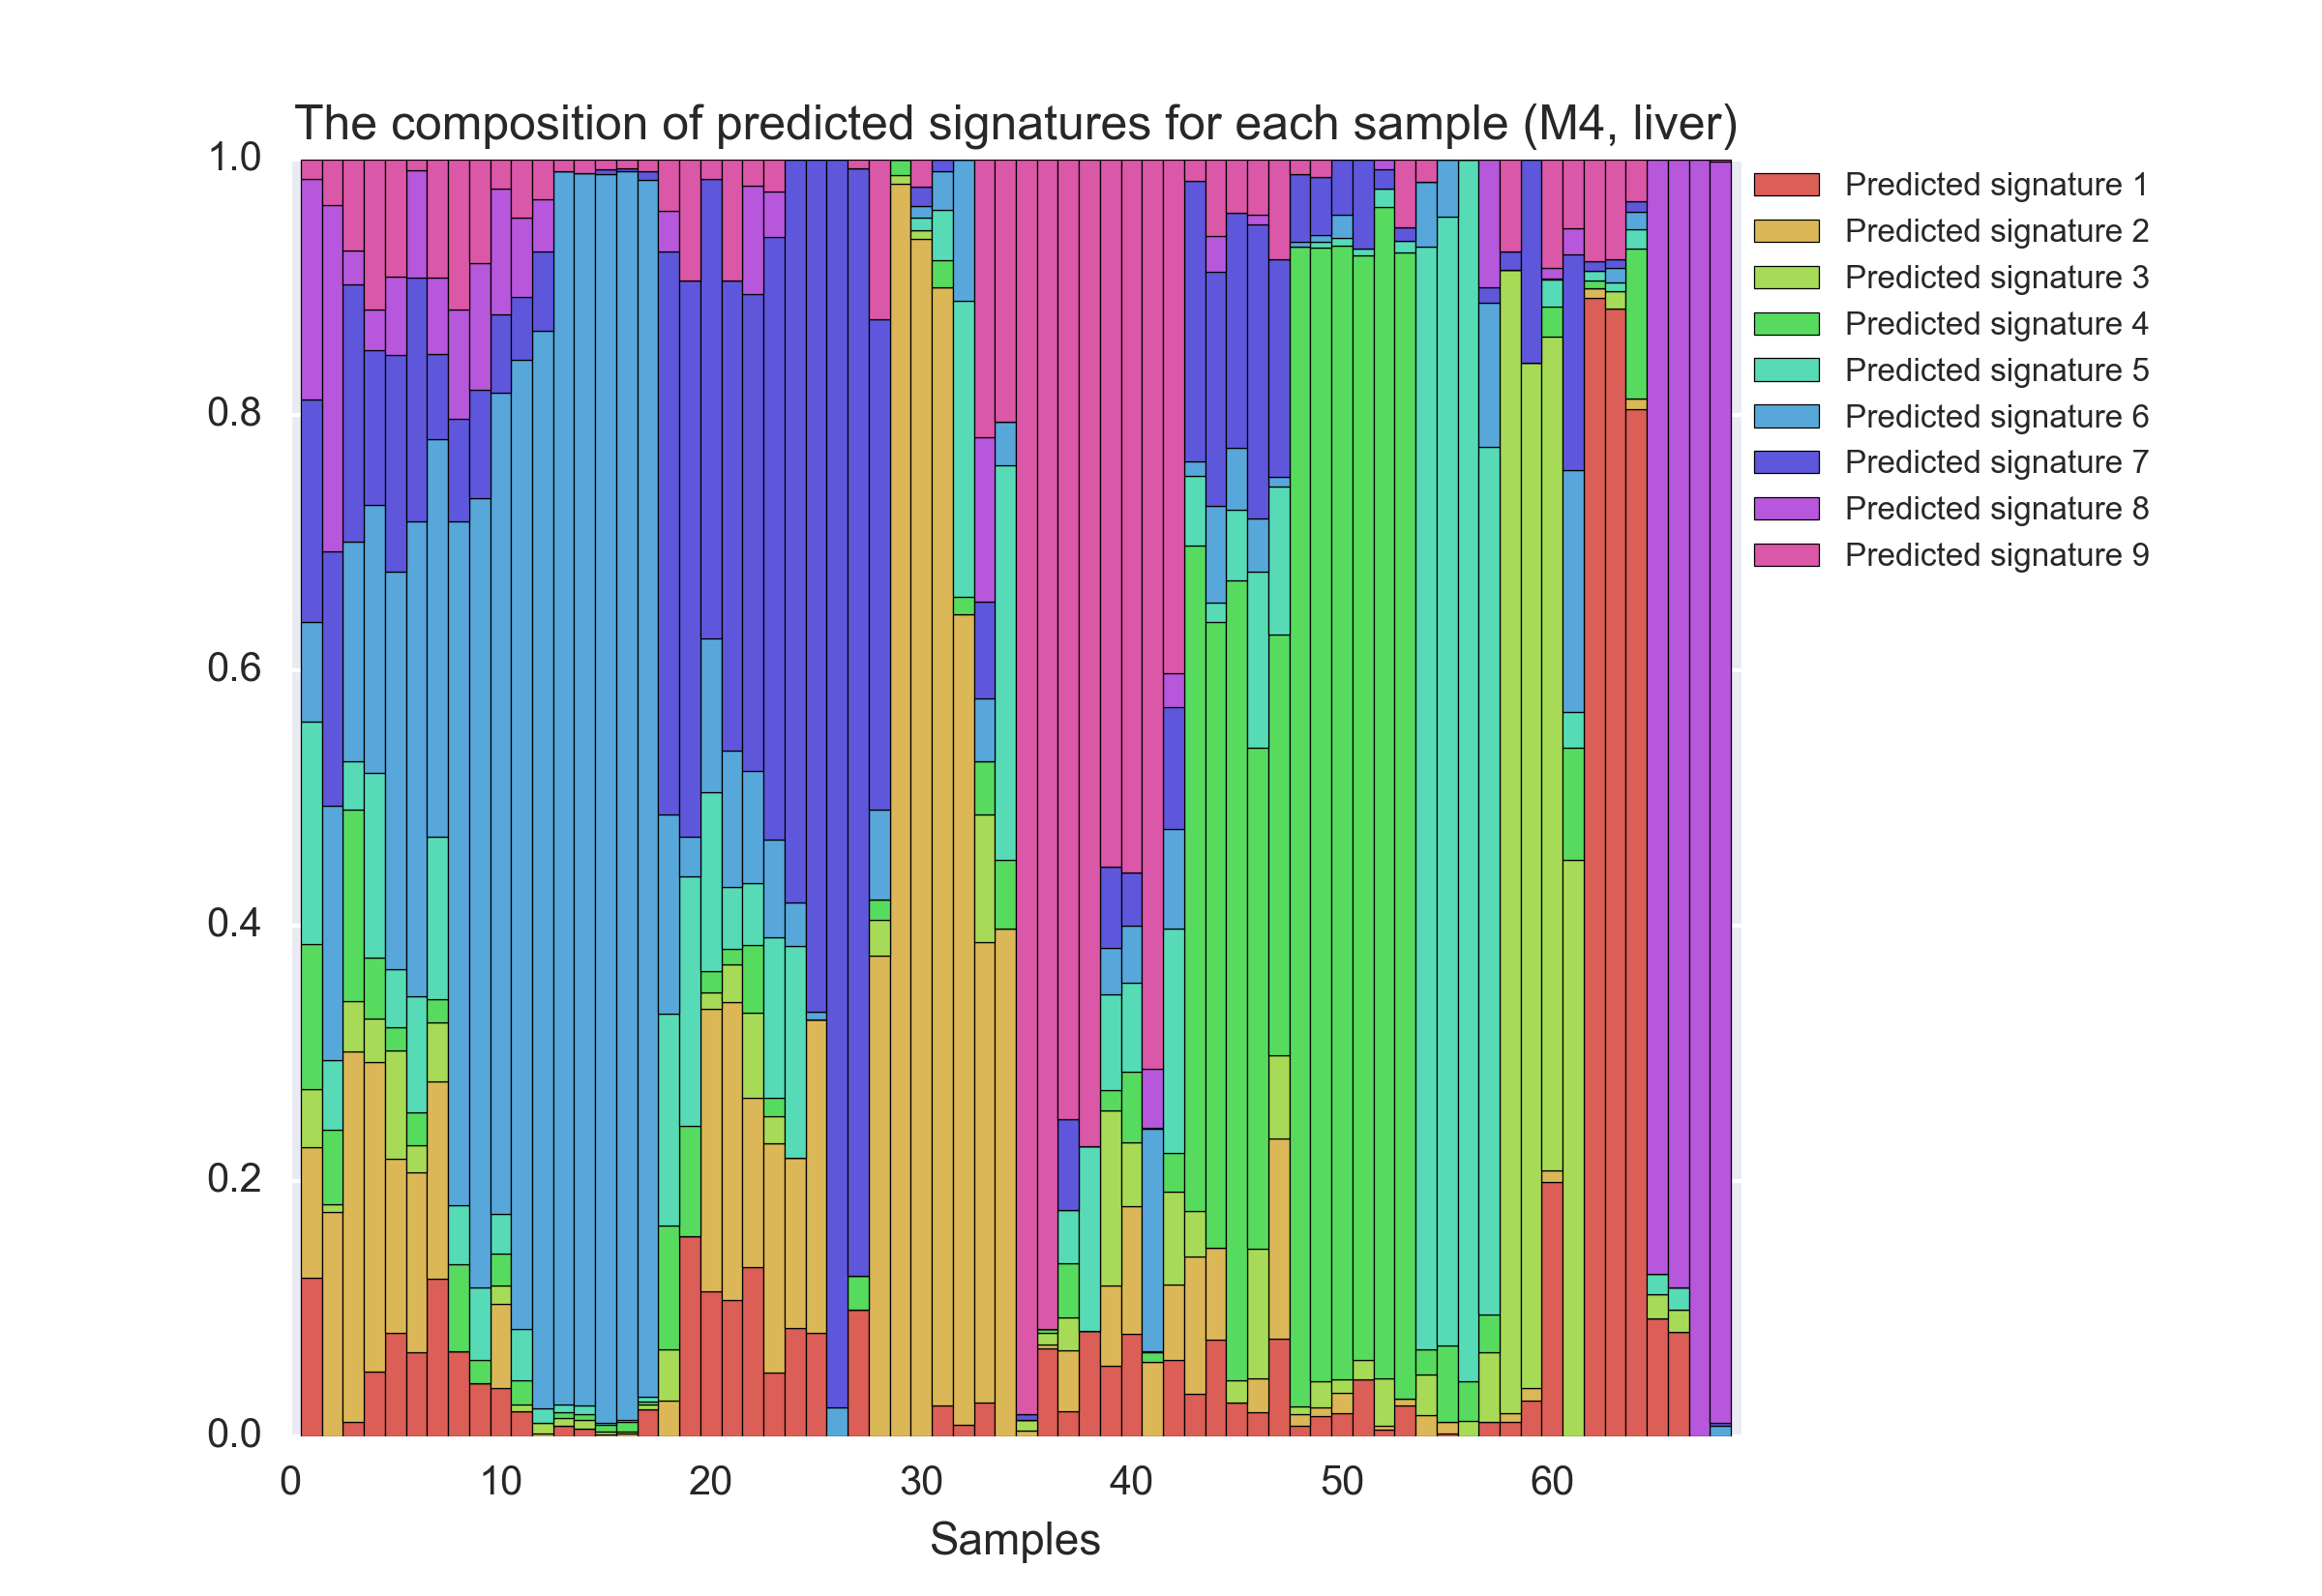 The composition of predicted signatures for each sample (M4, liver)
1.0
0.8
0.6
0.4
0.2
0.0
0 10 20 30 40 50 60
Samples
Predicted signature 1
Predicted signature 2
Predicted signature 3
Predicted signature 4
Predicted signature 5
Predicted signature 6
Predicted signature 7
Predicted signature 8
Predicted signature 9